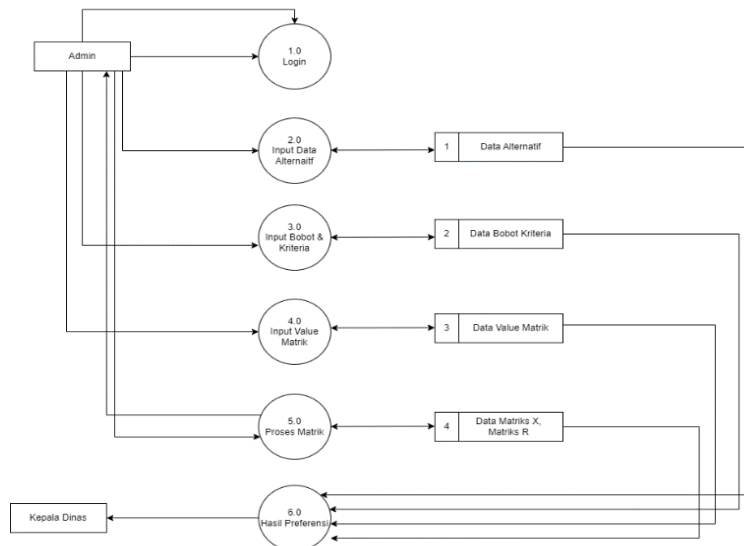 Admin
1.0
Login
2.0
Input Data
Alternaitf
1
Data Alternatif
3.0
Input Bobot &
Kriteria
2
Data Bobot Kriteria
4.0
Input Value
Matrik
3
Data Value Matrik
5.0
Proses Matrik
4
Data Matriks X,
Matriks R
6.0
Hasil Preferensi
Kepala Dinas